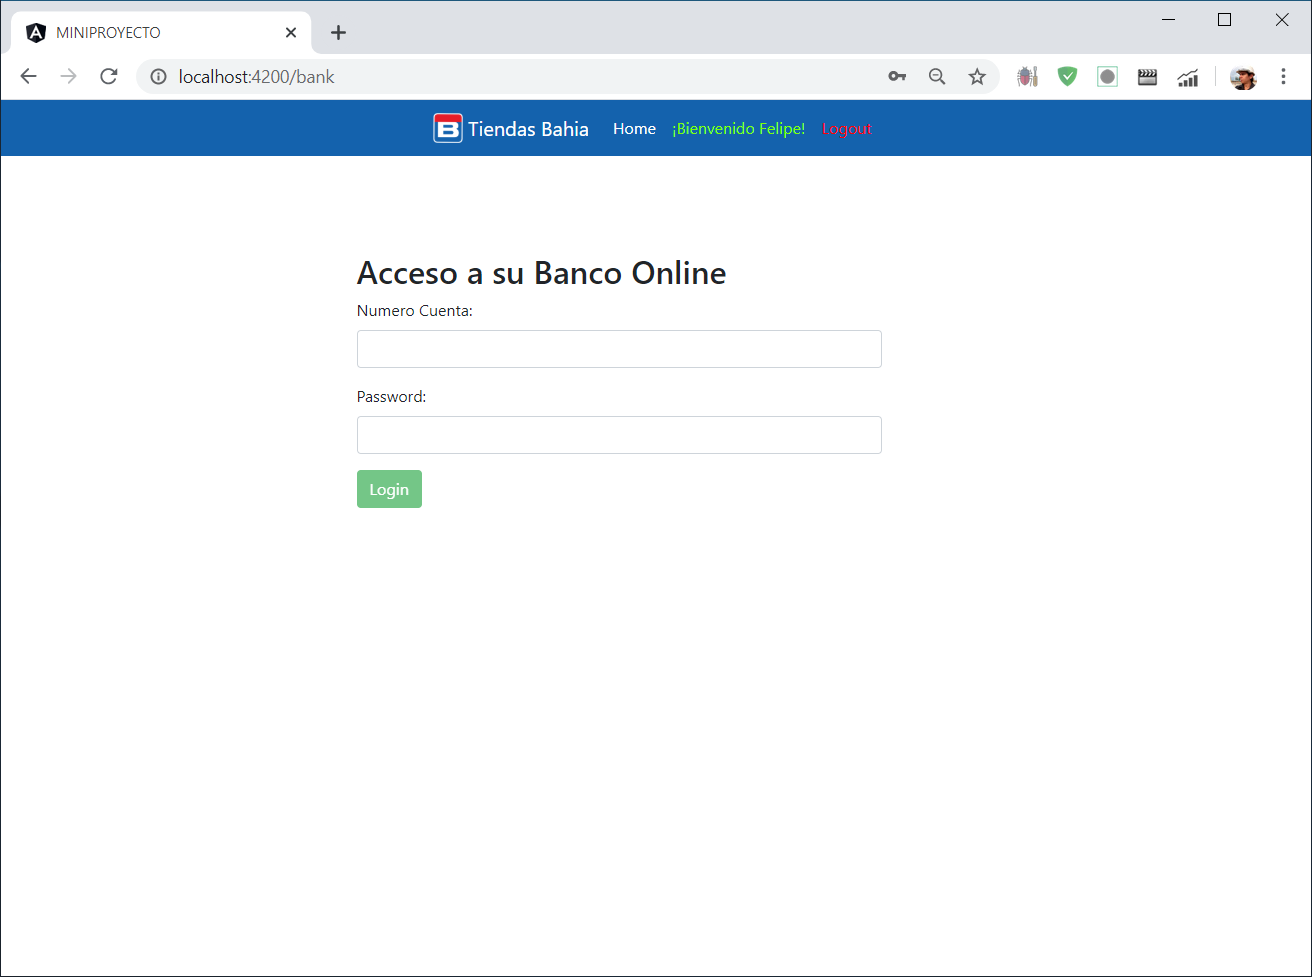 MINIPROYECTO
localhost:4200/bank
B Tiendas Bahia Home ¡Bienvenido Felipe! Logout
Acceso a su Banco Online
Numero Cuenta:
Password:
Login